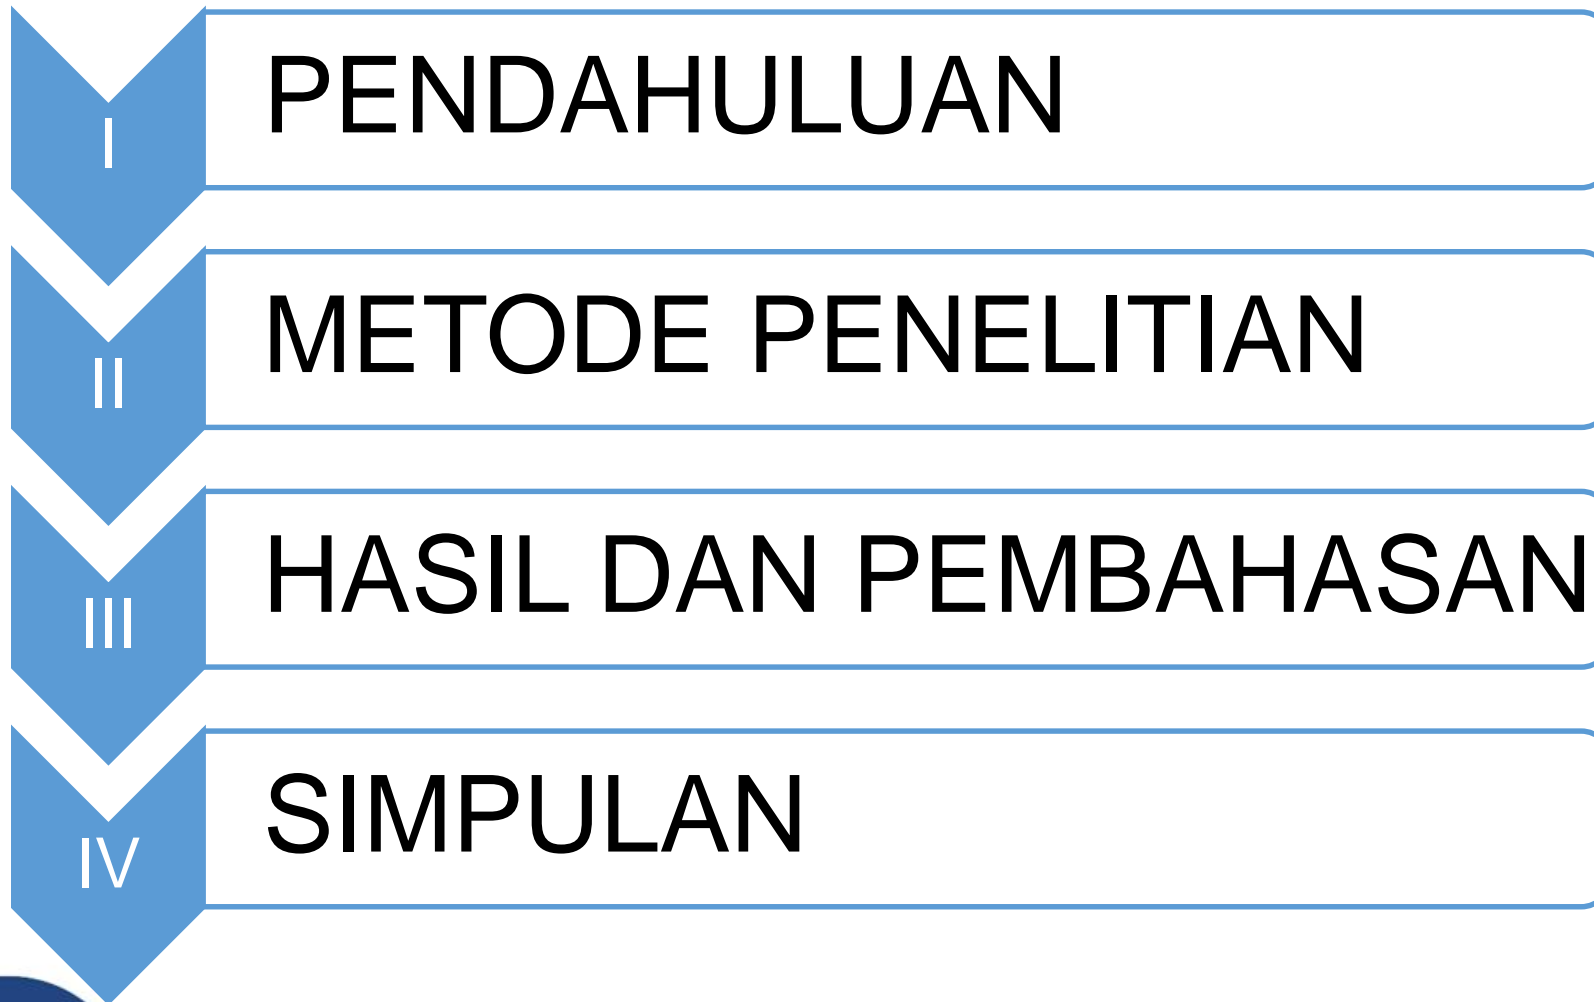 I
PENDAHULUAN
II
METODE PENELITIAN
III
HASIL DAN PEMBAHASAN
IV
SIMPULAN